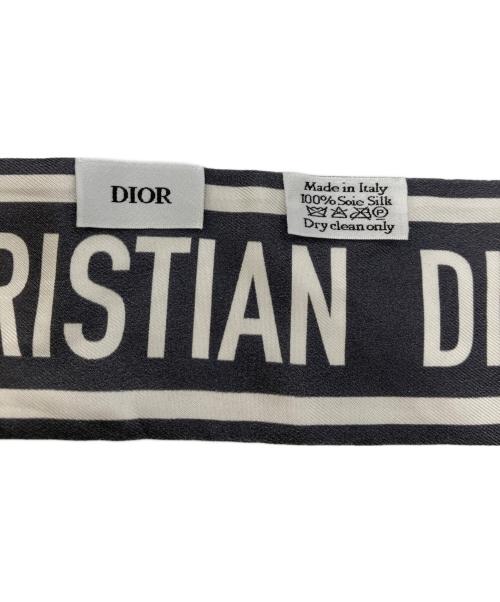 DIOR
Made in Italy
100% Soie Silk
Dry clean only
RISTIAN DI